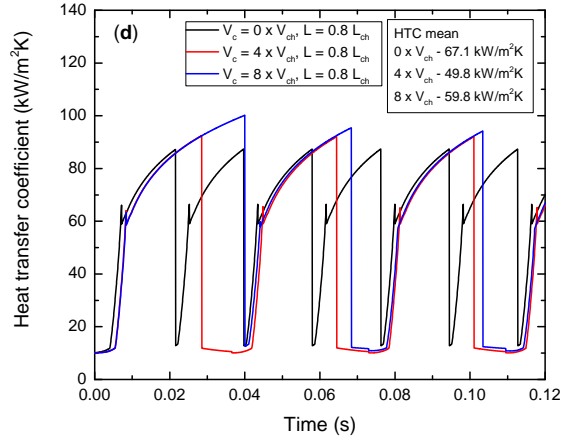 (d)
V_c = 0 x V_ch, L = 0.8 L_ch
V_c = 4 x V_ch, L = 0.8 L_ch
V_c = 8 x V_ch, L = 0.8 L_ch
HTC mean
0 x V_ch - 67.1 kW/m²K
4 x V_ch - 49.8 kW/m²K
8 x V_ch - 59.8 kW/m²K
Heat transfer coefficient (kW/m²K)
140
120
100
80
60
40
20
0
0.00 0.02 0.04 0.06 0.08 0.10 0.12
Time (s)